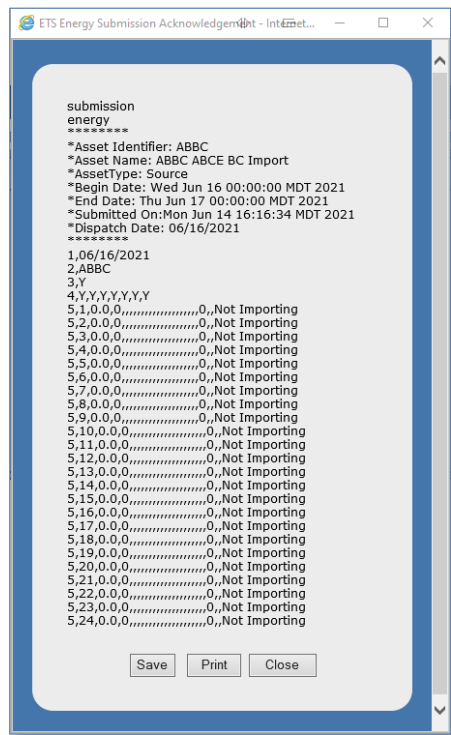 ETS Energy Submission Acknowledgement - Internet...
submission
energy
********
*Asset Identifier: ABBC
*Asset Name: ABBC ABCE BC Import
*AssetType: Source
*Begin Date: Wed Jun 16 00:00:00 MDT 2021
*End Date: Thu Jun 17 00:00:00 MDT 2021
*Submitted On:Mon Jun 14 16:16:34 MDT 2021
*Dispatch Date: 06/16/2021
********
1,06/16/2021
2,ABBC
3,Y
4,Y,Y,Y,Y,Y,Y,Y
5,1,0.0,0,,,,,,,,,,,,,,,,,,,,,0,,Not Importing
5,2,0.0,0,,,,,,,,,,,,,,,,,,,,,0,,Not Importing
5,3,0.0,0,,,,,,,,,,,,,,,,,,,,,0,,Not Importing
5,4,0.0,0,,,,,,,,,,,,,,,,,,,,,0,,Not Importing
5,5,0.0,0,,,,,,,,,,,,,,,,,,,,,0,,Not Importing
5,6,0.0,0,,,,,,,,,,,,,,,,,,,,,0,,Not Importing
5,7,0.0,0,,,,,,,,,,,,,,,,,,,,,0,,Not Importing
5,8,0.0,0,,,,,,,,,,,,,,,,,,,,,0,,Not Importing
5,9,0.0,0,,,,,,,,,,,,,,,,,,,,,0,,Not Importing
5,10,0.0,0,,,,,,,,,,,,,,,,,,,,,0,,Not Importing
5,11,0.0,0,,,,,,,,,,,,,,,,,,,,,0,,Not Importing
5,12,0.0,0,,,,,,,,,,,,,,,,,,,,,0,,Not Importing
5,13,0.0,0,,,,,,,,,,,,,,,,,,,,,0,,Not Importing
5,14,0.0,0,,,,,,,,,,,,,,,,,,,,,0,,Not Importing
5,15,0.0,0,,,,,,,,,,,,,,,,,,,,,0,,Not Importing
5,16,0.0,0,,,,,,,,,,,,,,,,,,,,,0,,Not Importing
5,17,0.0,0,,,,,,,,,,,,,,,,,,,,,0,,Not Importing
5,18,0.0,0,,,,,,,,,,,,,,,,,,,,,0,,Not Importing
5,19,0.0,0,,,,,,,,,,,,,,,,,,,,,0,,Not Importing
5,20,0.0,0,,,,,,,,,,,,,,,,,,,,,0,,Not Importing
5,21,0.0,0,,,,,,,,,,,,,,,,,,,,,0,,Not Importing
5,22,0.0,0,,,,,,,,,,,,,,,,,,,,,0,,Not Importing
5,23,0.0,0,,,,,,,,,,,,,,,,,,,,,0,,Not Importing
5,24,0.0,0,,,,,,,,,,,,,,,,,,,,,0,,Not Importing
Save Print Close